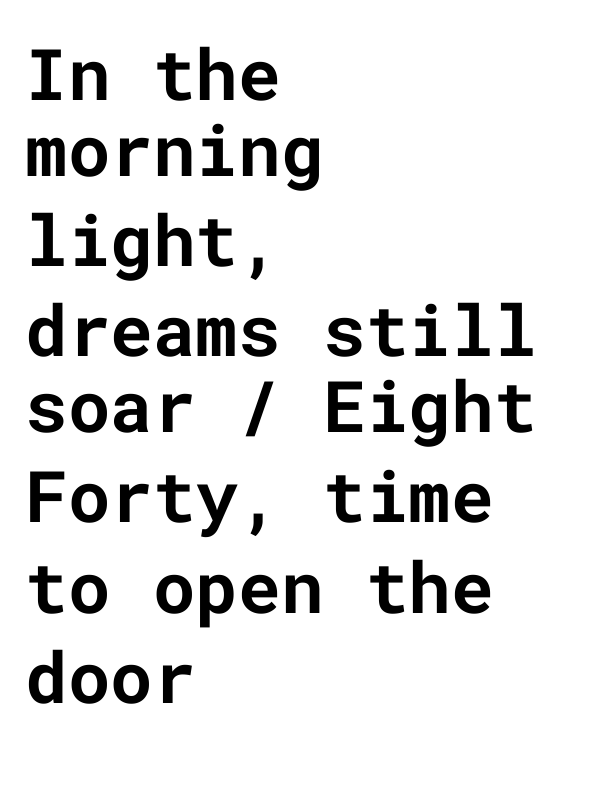 In the
morning
light,
dreams still
soar / Eight
Forty, time
to open the
door